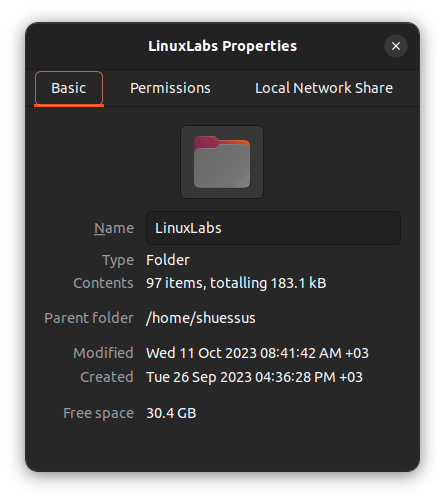 LinuxLabs Properties
Basic Permissions Local Network Share
Name LinuxLabs
Type Folder
Contents 97 items, totalling 183.1 kB
Parent folder /home/shuessus
Modified Wed 11 Oct 2023 08:41:42 AM +03
Created Tue 26 Sep 2023 04:36:28 PM +03
Free space 30.4 GB